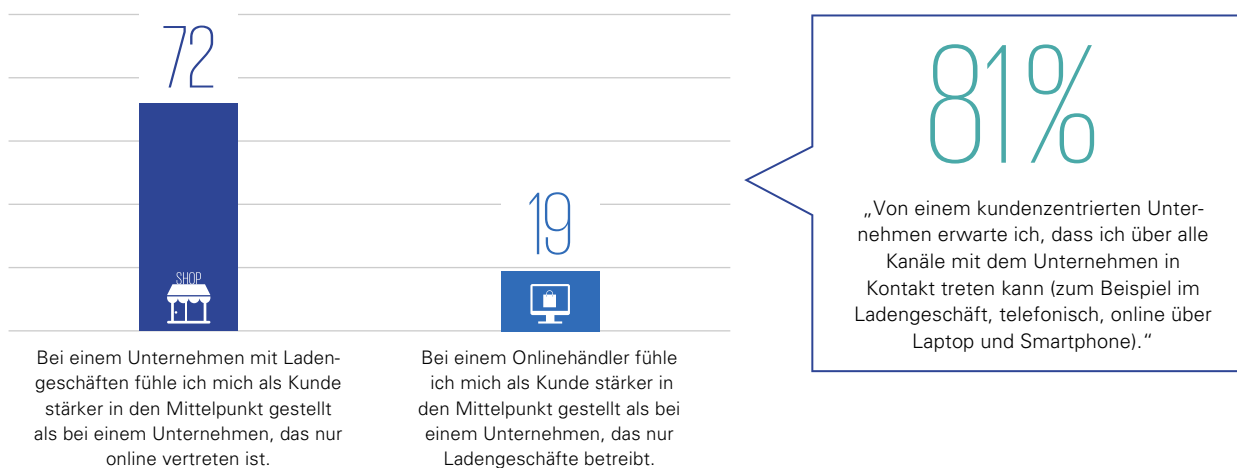 72
SHOP
Bei einem Unternehmen mit Laden-
geschäften fühle ich mich als Kunde
stärker in den Mittelpunkt gestellt
als bei einem Unternehmen, das nur
online vertreten ist.
19
Bei einem Onlinehändler fühle
ich mich als Kunde stärker in
den Mittelpunkt gestellt als bei
einem Unternehmen, das nur
Ladengeschäfte betreibt.
81%
„Von einem kundenzentrierten Unter-
nehmen erwarte ich, dass ich über alle
Kanäle mit dem Unternehmen in
Kontakt treten kann (zum Beispiel im
Ladengeschäft, telefonisch, online über
Laptop und Smartphone).“